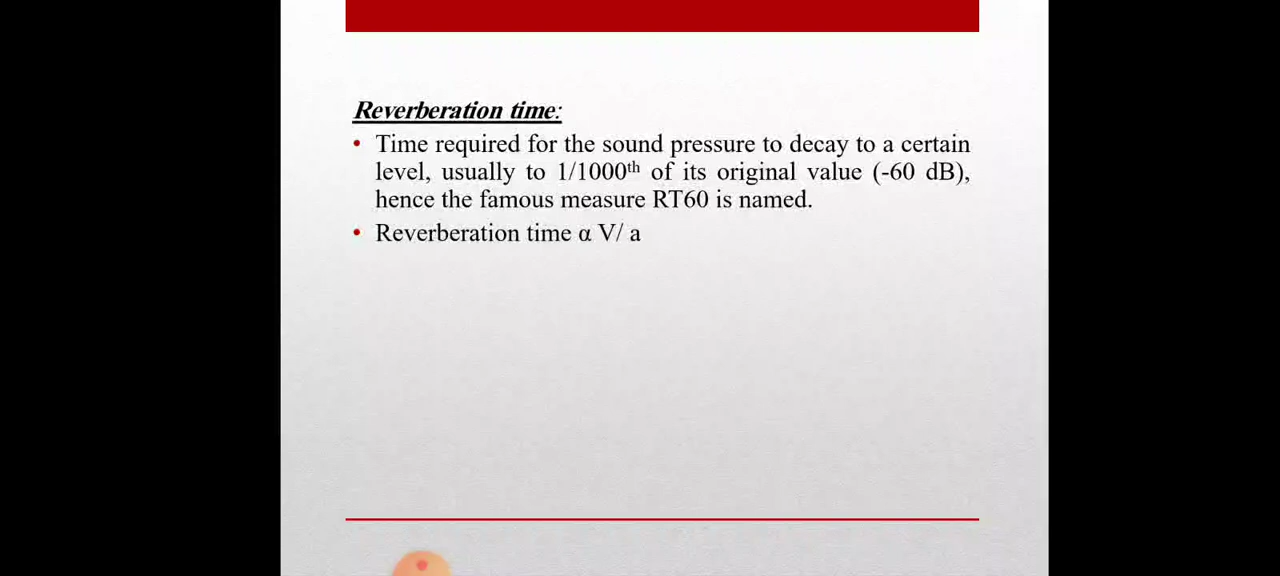 Reverberation time:
• Time required for the sound pressure to decay to a certain
level, usually to 1/1000th of its original value (-60 dB),
hence the famous measure RT60 is named.
• Reverberation time α V/ a